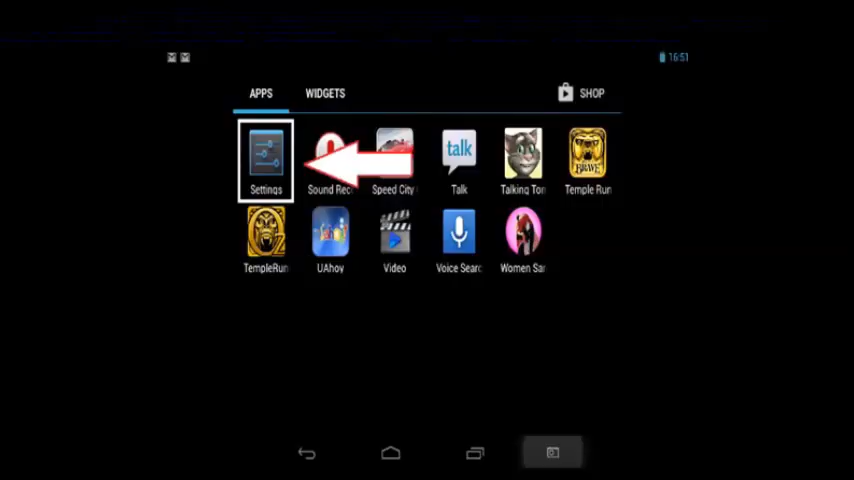 16:51
APPS WIDGETS SHOP
talk
BRAVE
Settings Sound Rec Speed City Talk Talking Tom Temple Run
OZ
TempleRun UAhoy Video Voice Searc Women Sar